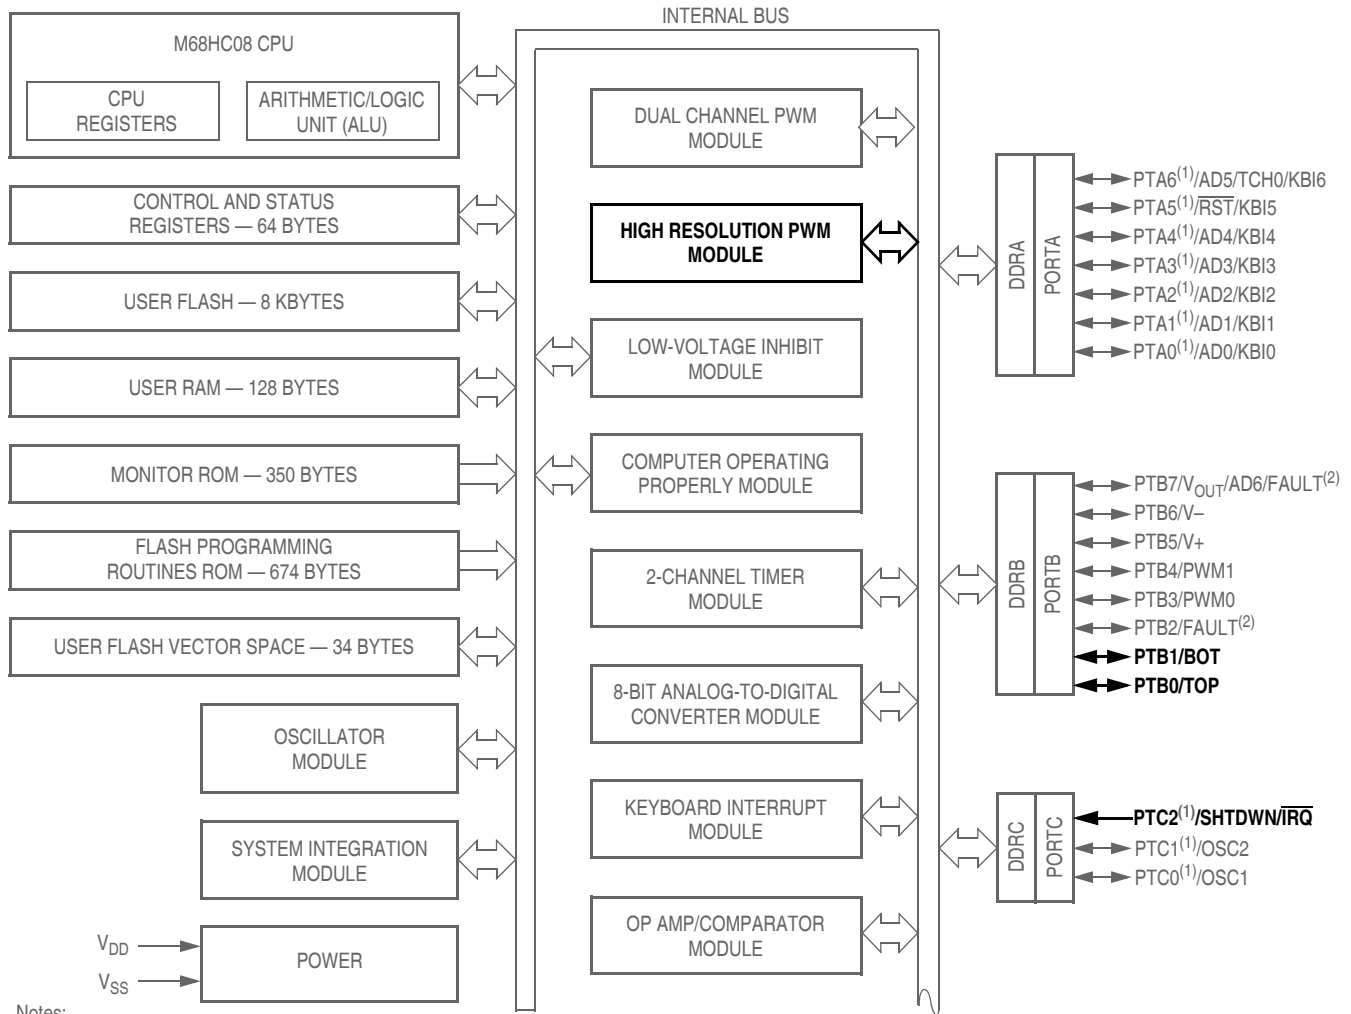 INTERNAL BUS
M68HC08 CPU
CPU
REGISTERS
ARITHMETIC/LOGIC
UNIT (ALU)
CONTROL AND STATUS
REGISTERS — 64 BYTES
USER FLASH — 8 KBYTES
USER RAM — 128 BYTES
MONITOR ROM — 350 BYTES
FLASH PROGRAMMING
ROUTINES ROM — 674 BYTES
USER FLASH VECTOR SPACE — 34 BYTES
OSCILLATOR
MODULE
SYSTEM INTEGRATION
MODULE
VDD
VSS
POWER
DUAL CHANNEL PWM
MODULE
HIGH RESOLUTION PWM
MODULE
LOW-VOLTAGE INHIBIT
MODULE
COMPUTER OPERATING
PROPERLY MODULE
2-CHANNEL TIMER
MODULE
8-BIT ANALOG-TO-DIGITAL
CONVERTER MODULE
KEYBOARD INTERRUPT
MODULE
OP AMP/COMPARATOR
MODULE
DDRA
PORTA
PTA6(1)/AD5/TCH0/KBI6
PTA5(1)/RST/KBI5
PTA4(1)/AD4/KBI4
PTA3(1)/AD3/KBI3
PTA2(1)/AD2/KBI2
PTA1(1)/AD1/KBI1
PTA0(1)/AD0/KBI0
DDRB
PORTB
PTB7/VOUT/AD6/FAULT(2)
PTB6/V–
PTB5/V+
PTB4/PWM1
PTB3/PWM0
PTB2/FAULT(2)
PTB1/BOT
PTB0/TOP
DDRC
PORTC
PTC2(1)/SHTDWN/IRQ
PTC1(1)/OSC2
PTC0(1)/OSC1
Notes: